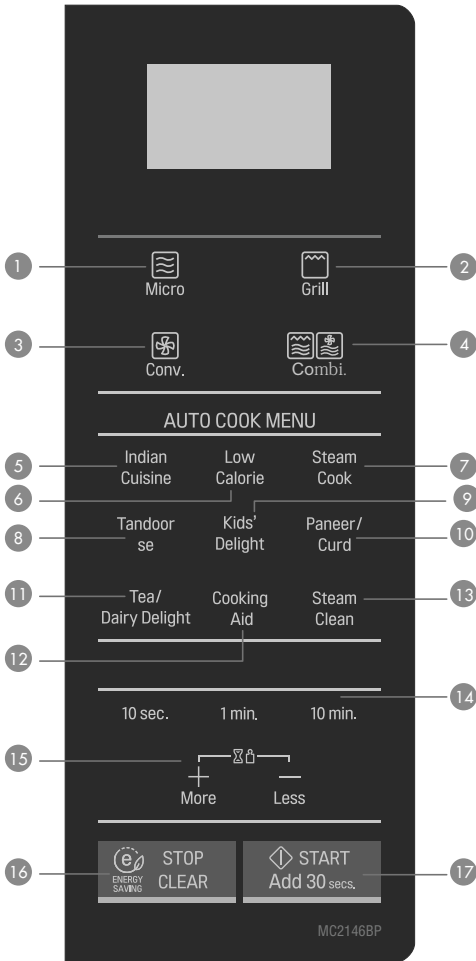 1
2
Micro
Grill
3
4
Conv.
Combi.
AUTO COOK MENU
5
Indian
Cuisine
6
Low
Calorie
7
Steam
Cook
8
Tandoor
se
9
Kids'
Delight
10
Paneer/
Curd
11
Tea/
Dairy Delight
12
Cooking
Aid
13
Steam
Clean
14
10 sec.
1 min.
10 min.
15
More
Less
16
e
ENERGY
SAVING
STOP
CLEAR
17
START
Add 30 secs.
MC2146BP